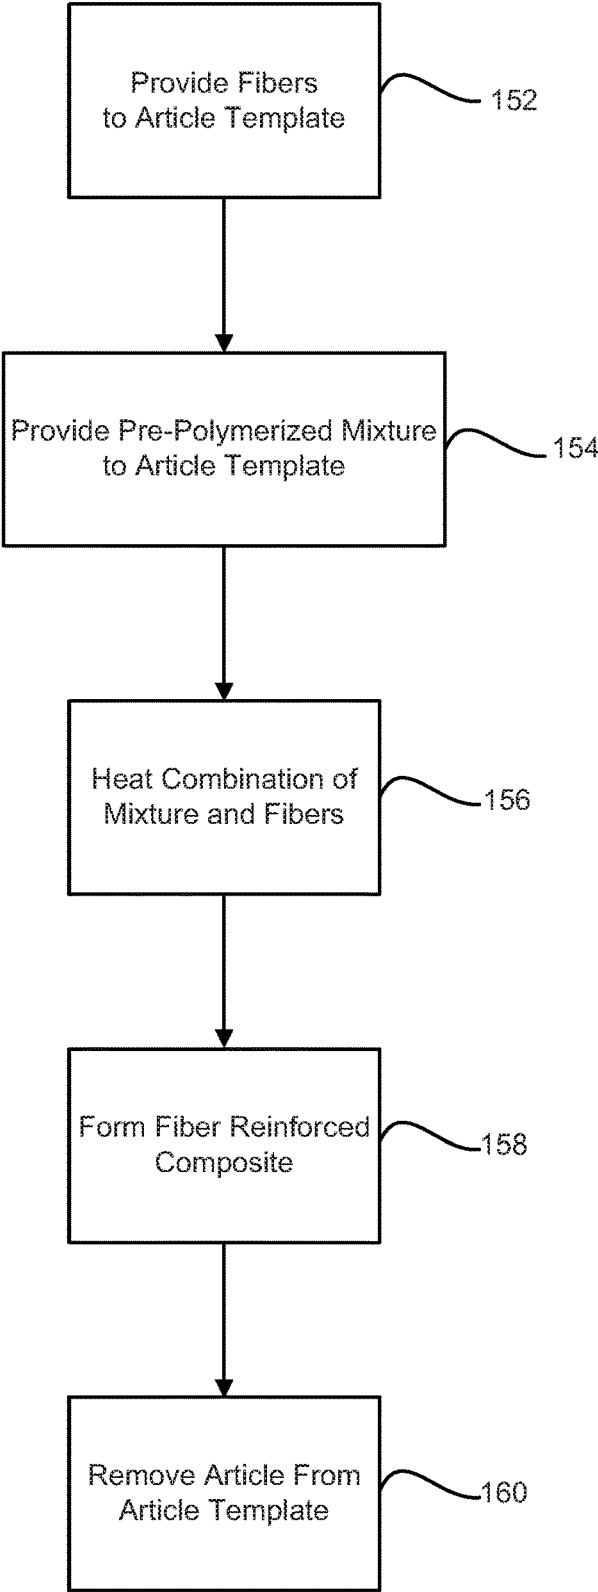 Provide Fibers
to Article Template
152
Provide Pre-Polymerized Mixture
to Article Template
154
Heat Combination of
Mixture and Fibers
156
Form Fiber Reinforced
Composite
158
Remove Article From
Article Template
160